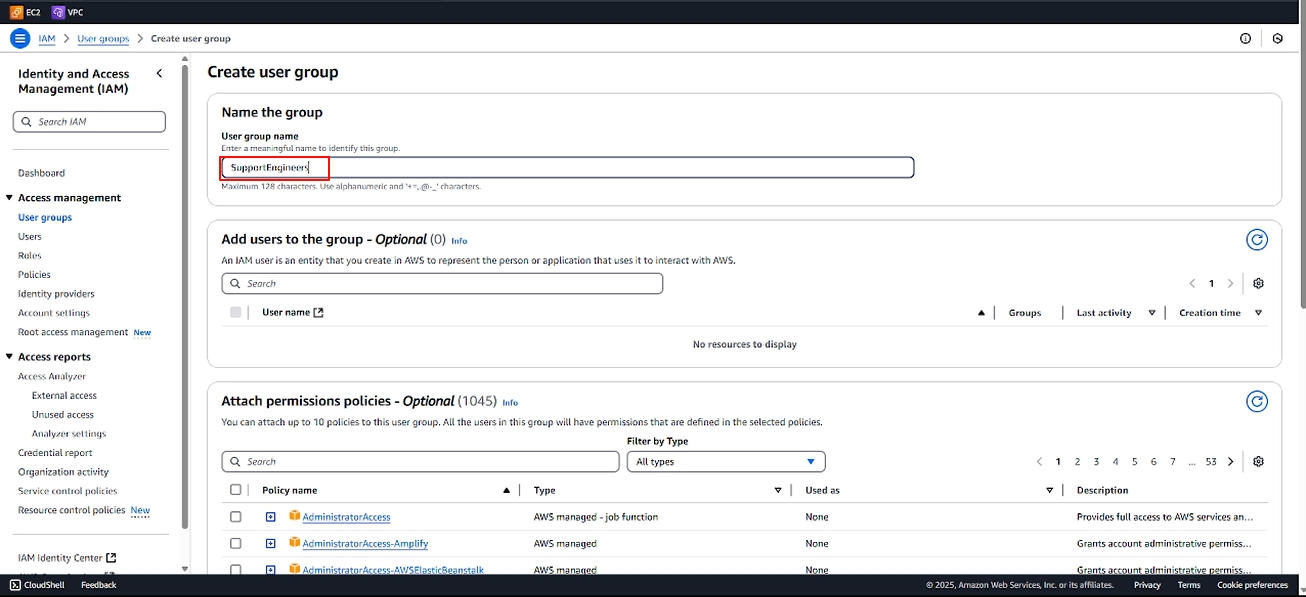 EC2 VPC
IAM > User groups > Create user group
Identity and Access
Management (IAM)
Search IAM
Dashboard
Access management
User groups
Users
Roles
Policies
Identity providers
Account settings
Root access management New
Access reports
Access Analyzer
External access
Unused access
Analyzer settings
Credential report
Organization activity
Service control policies
Resource control policies New
IAM Identity Center
Create user group
Name the group
User group name
Enter a meaningful name to identify this group.
SupportEngineers
Maximum 128 characters. Use alphanumeric and '+=,.@-_' characters.
Add users to the group - Optional (0) Info
An IAM user is an entity that you create in AWS to represent the person or application that uses it to interact with AWS.
Search
< 1 >
User name Groups Last activity Creation time
No resources to display
Attach permissions policies - Optional (1045) Info
You can attach up to 10 policies to this user group. All the users in this group will have permissions that are defined in the selected policies.
Filter by Type
Search All types < 1 2 3 4 5 6 7 ... 53 >
Policy name Type Used as Description
AdministratorAccess AWS managed - job function None Provides full access to AWS services an...
AdministratorAccess-Amplify AWS managed None Grants account administrative permiss...
AdministratorAccess-AWSElasticBeanstalk AWS managed None Grants account administrative permiss...
CloudShell Feedback © 2025, Amazon Web Services, Inc. or its affiliates. Privacy Terms Cookie preferences